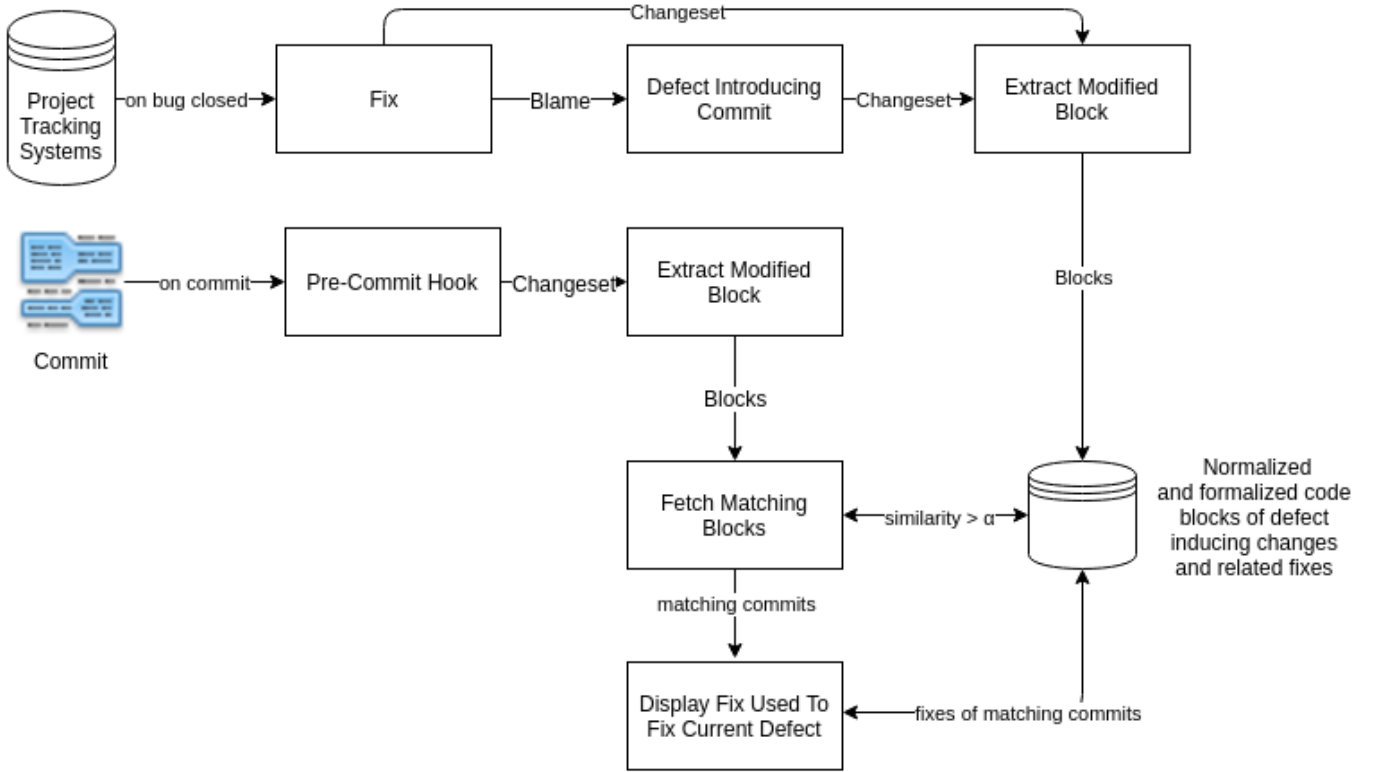 Changeset
Project
Tracking
Systems
on bug closed
Fix
Blame
Defect Introducing
Commit
Changeset
Extract Modified
Block
Commit
on commit
Pre-Commit Hook
Changeset
Extract Modified
Block
Blocks
Blocks
Fetch Matching
Blocks
similarity > α
Normalized
and formalized code
blocks of defect
inducing changes
and related fixes
matching commits
Display Fix Used To
Fix Current Defect
fixes of matching commits